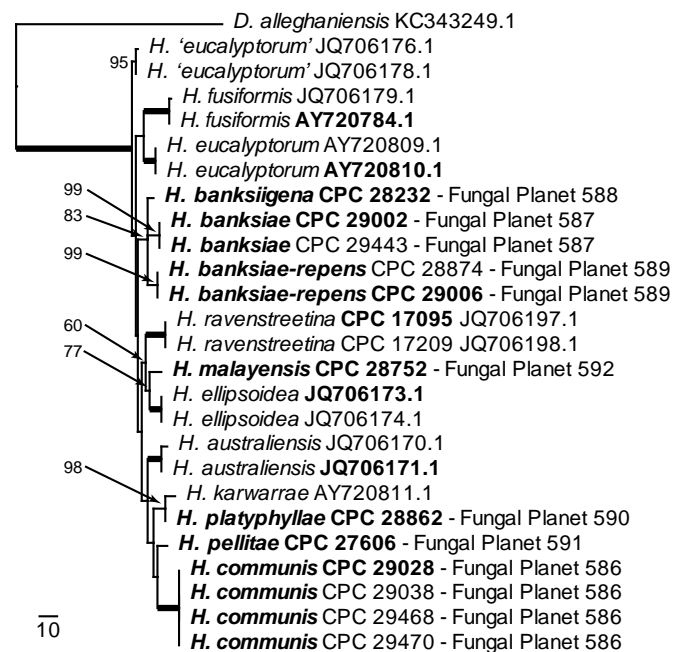 D. alleghaniensis KC343249.1
H. 'eucalyptorum' JQ706176.1
95
H. 'eucalyptorum' JQ706178.1
H. fusiformis JQ706179.1
H. fusiformis AY720784.1
H. eucalyptorum AY720809.1
H. eucalyptorum AY720810.1
99
H. banksiigena CPC 28232 - Fungal Planet 588
83
H. banksiae CPC 29002 - Fungal Planet 587
H. banksiae CPC 29443 - Fungal Planet 587
99
H. banksiae-repens CPC 28874 - Fungal Planet 589
H. banksiae-repens CPC 29006 - Fungal Planet 589
60
H. ravenstreetina CPC 17095 JQ706197.1
H. ravenstreetina CPC 17209 JQ706198.1
77
H. malayensis CPC 28752 - Fungal Planet 592
H. ellipsoidea JQ706173.1
H. ellipsoidea JQ706174.1
H. australiensis JQ706170.1
98
H. australiensis JQ706171.1
H. karwarrae AY720811.1
H. platyphyllae CPC 28862 - Fungal Planet 590
H. pellitae CPC 27606 - Fungal Planet 591
H. communis CPC 29028 - Fungal Planet 586
H. communis CPC 29038 - Fungal Planet 586
H. communis CPC 29468 - Fungal Planet 586
10
H. communis CPC 29470 - Fungal Planet 586